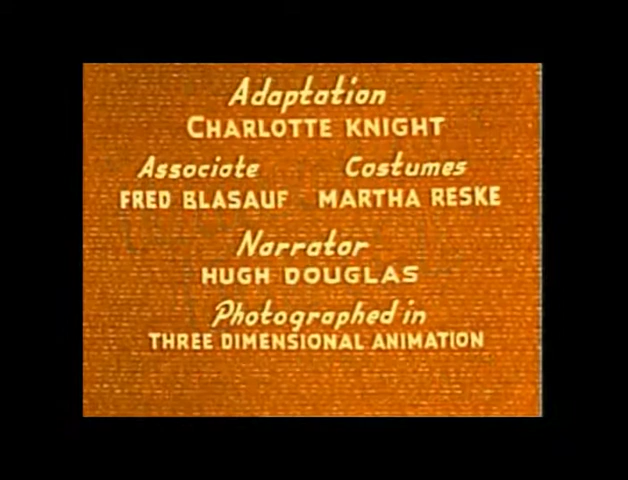 Adaptation
CHARLOTTE KNIGHT
Associate Costumes
FRED BLASAUF MARTHA RESKE
Narrator
HUGH DOUGLAS
Photographed in
THREE DIMENSIONAL ANIMATION